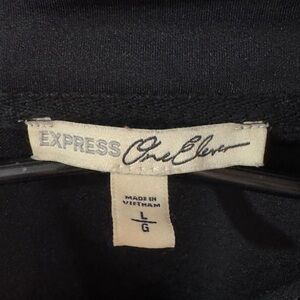 EXPRESS One Eleven
MADE IN
VIETNAM
L
G